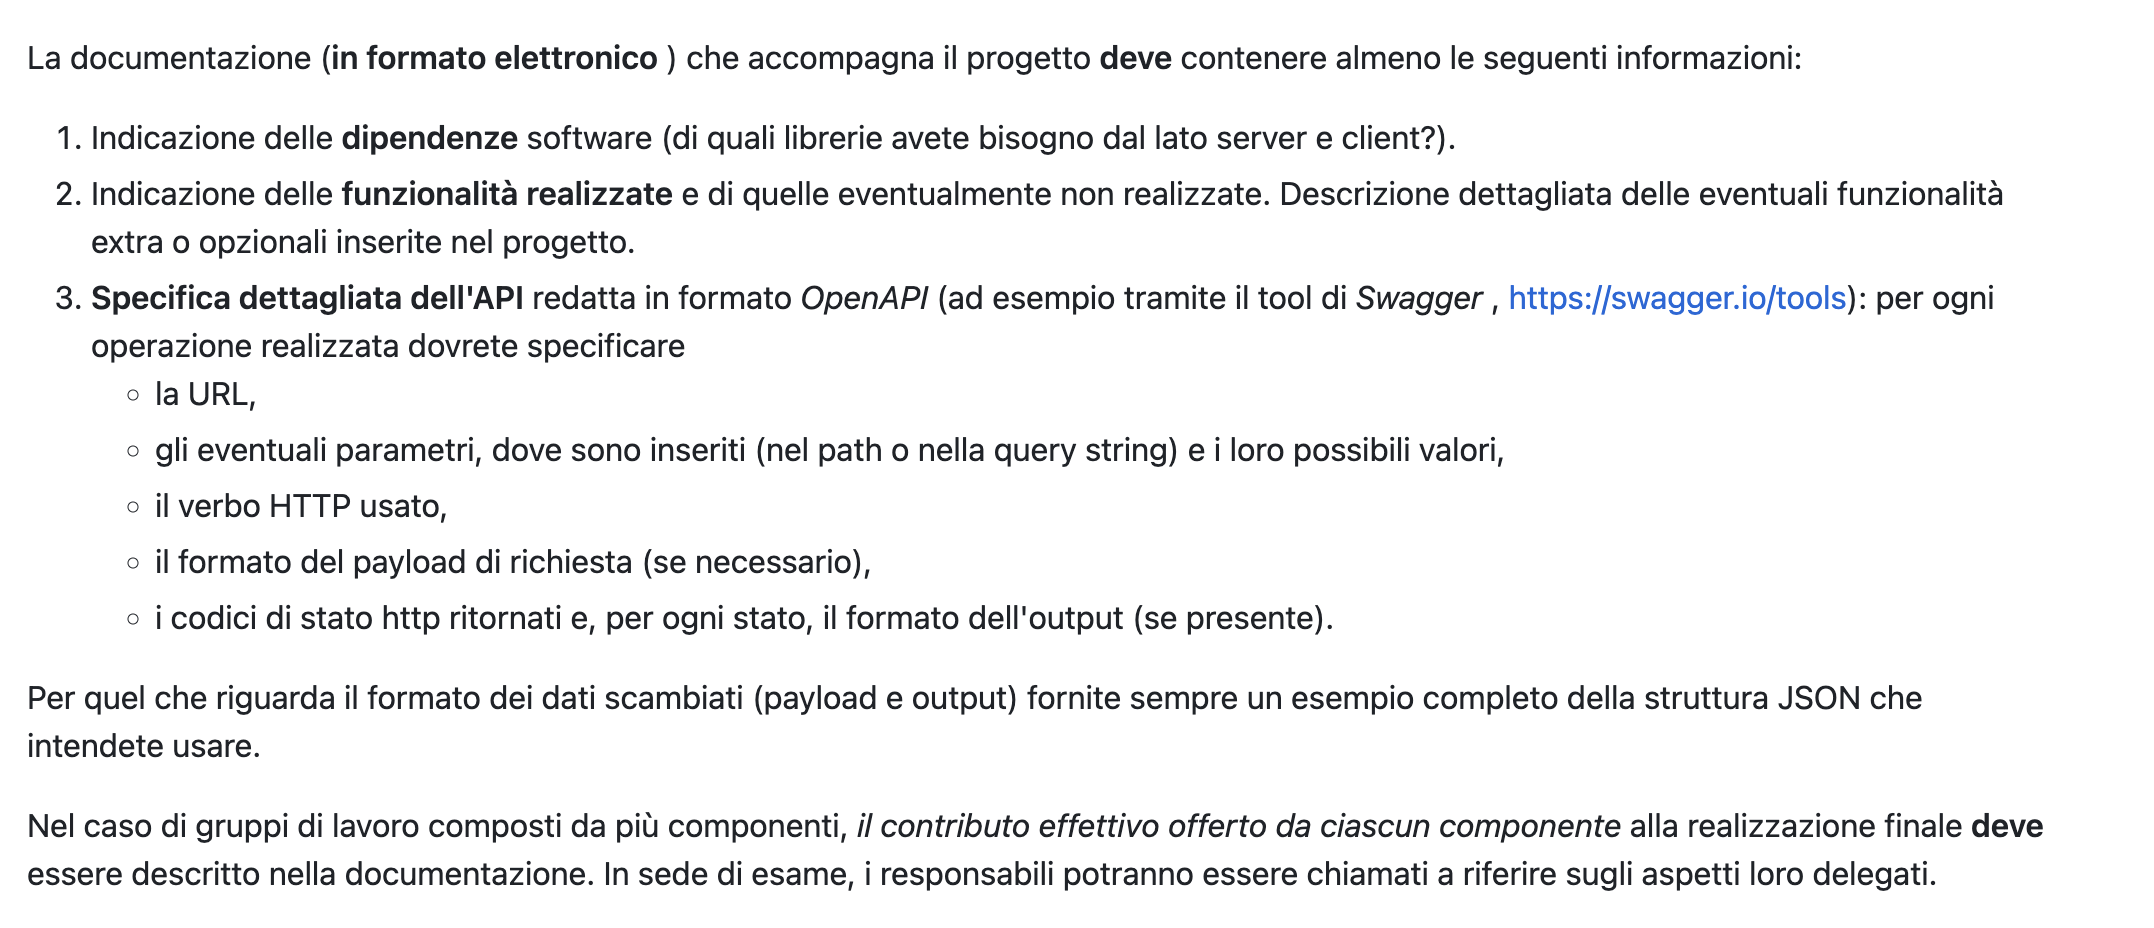 La documentazione (in formato elettronico ) che accompagna il progetto deve contenere almeno le seguenti informazioni:
1. Indicazione delle dipendenze software (di quali librerie avete bisogno dal lato server e client?).
2. Indicazione delle funzionalità realizzate e di quelle eventualmente non realizzate. Descrizione dettagliata delle eventuali funzionalità
extra o opzionali inserite nel progetto.
3. Specifica dettagliata dell'API redatta in formato OpenAPI (ad esempio tramite il tool di Swagger , https://swagger.io/tools): per ogni
operazione realizzata dovrete specificare
◦ la URL,
◦ gli eventuali parametri, dove sono inseriti (nel path o nella query string) e i loro possibili valori,
◦ il verbo HTTP usato,
◦ il formato del payload di richiesta (se necessario),
◦ i codici di stato http ritornati e, per ogni stato, il formato dell'output (se presente).
Per quel che riguarda il formato dei dati scambiati (payload e output) fornite sempre un esempio completo della struttura JSON che
intendete usare.
Nel caso di gruppi di lavoro composti da più componenti, il contributo effettivo offerto da ciascun componente alla realizzazione finale deve
essere descritto nella documentazione. In sede di esame, i responsabili potranno essere chiamati a riferire sugli aspetti loro delegati.